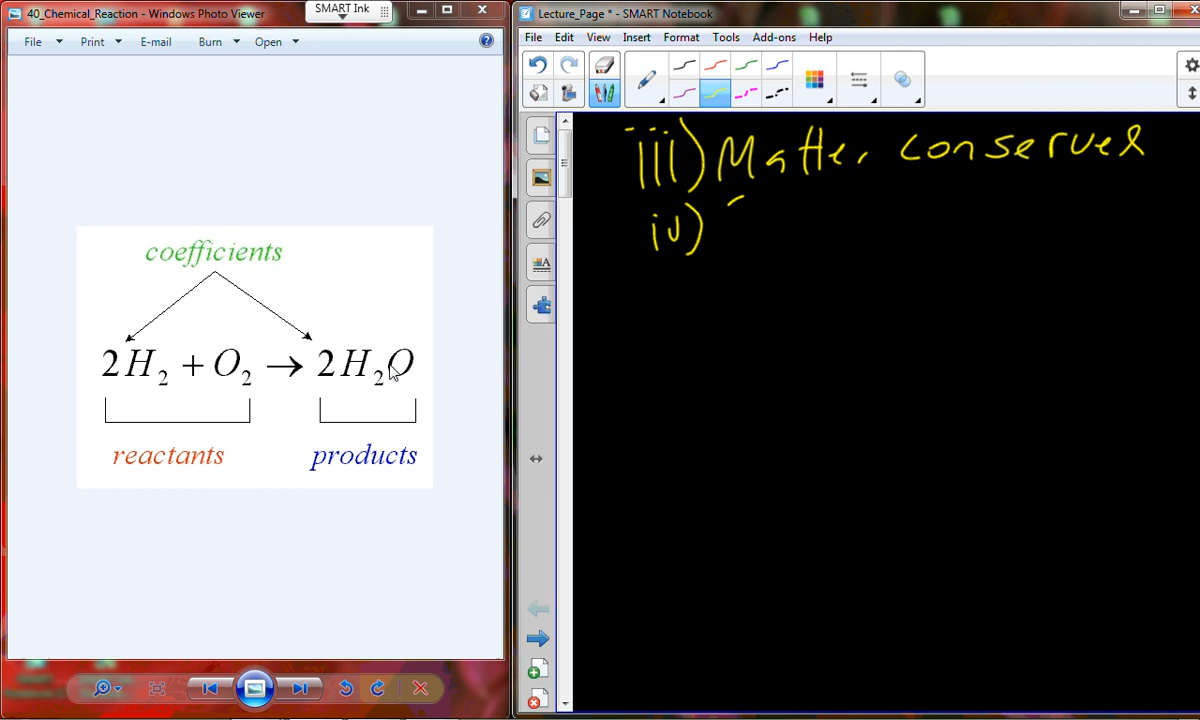 40_Chemical_Reaction - Windows Photo Viewer
SMART Ink
File Print E-mail Burn Open
coefficients
2H₂ + O₂ → 2H₂O
reactants products
Lecture_Page * - SMART Notebook
File Edit View Insert Format Tools Add-ons Help
iii) Matter conserved
iv)